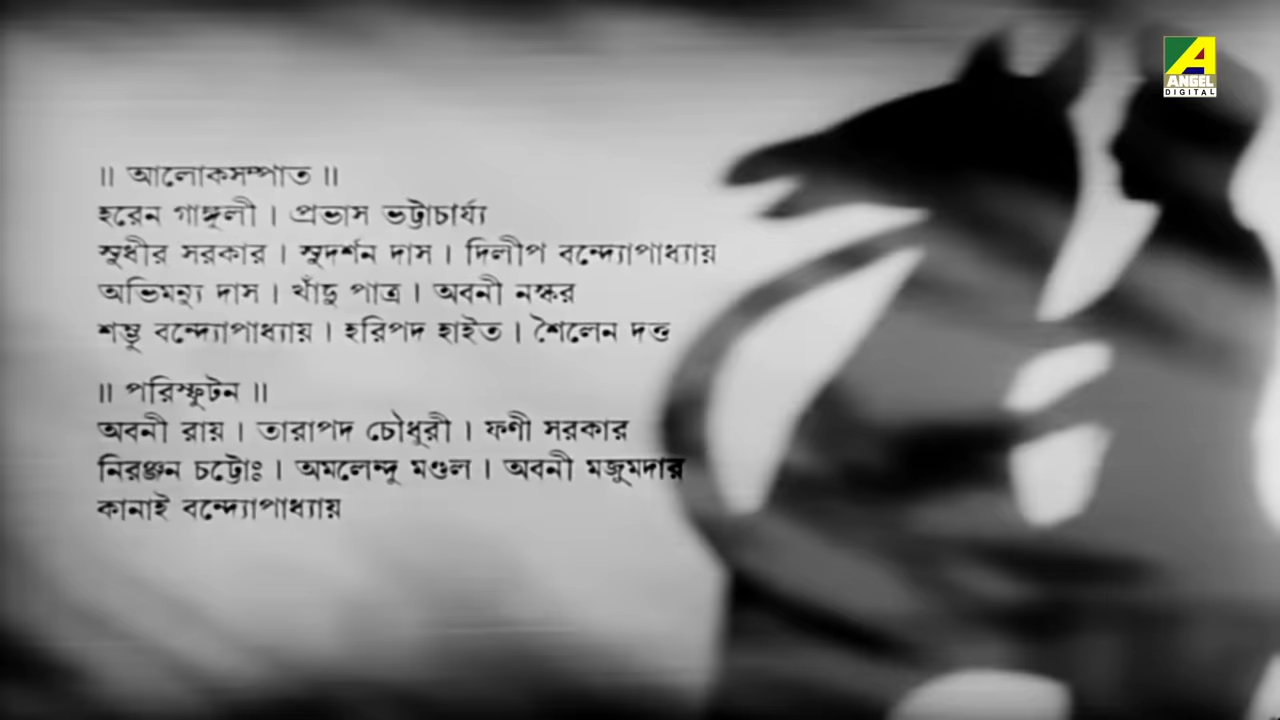 ANGEL
DIGITAL
॥ আলোকসম্পাত ॥
হরেন গাঙ্গুলী । প্রভাস ভট্টাচার্য্য
সুধীর সরকার । সুদর্শন দাস । দিলীপ বন্দ্যোপাধ্যায়
অভিমন্যু দাস । খাঁদু পাত্র । অবনী নস্কর
শম্ভু বন্দ্যোপাধ্যায় । হরিপদ হাইত । শৈলেন দত্ত
॥ পরিস্ফুটন ॥
অবনী রায় । তারাপদ চৌধুরী । ফণী সরকার
নিরঞ্জন চট্টোঃ । অমলেন্দু মণ্ডল । অবনী মজুমদার
কানাই বন্দ্যোপাধ্যায়